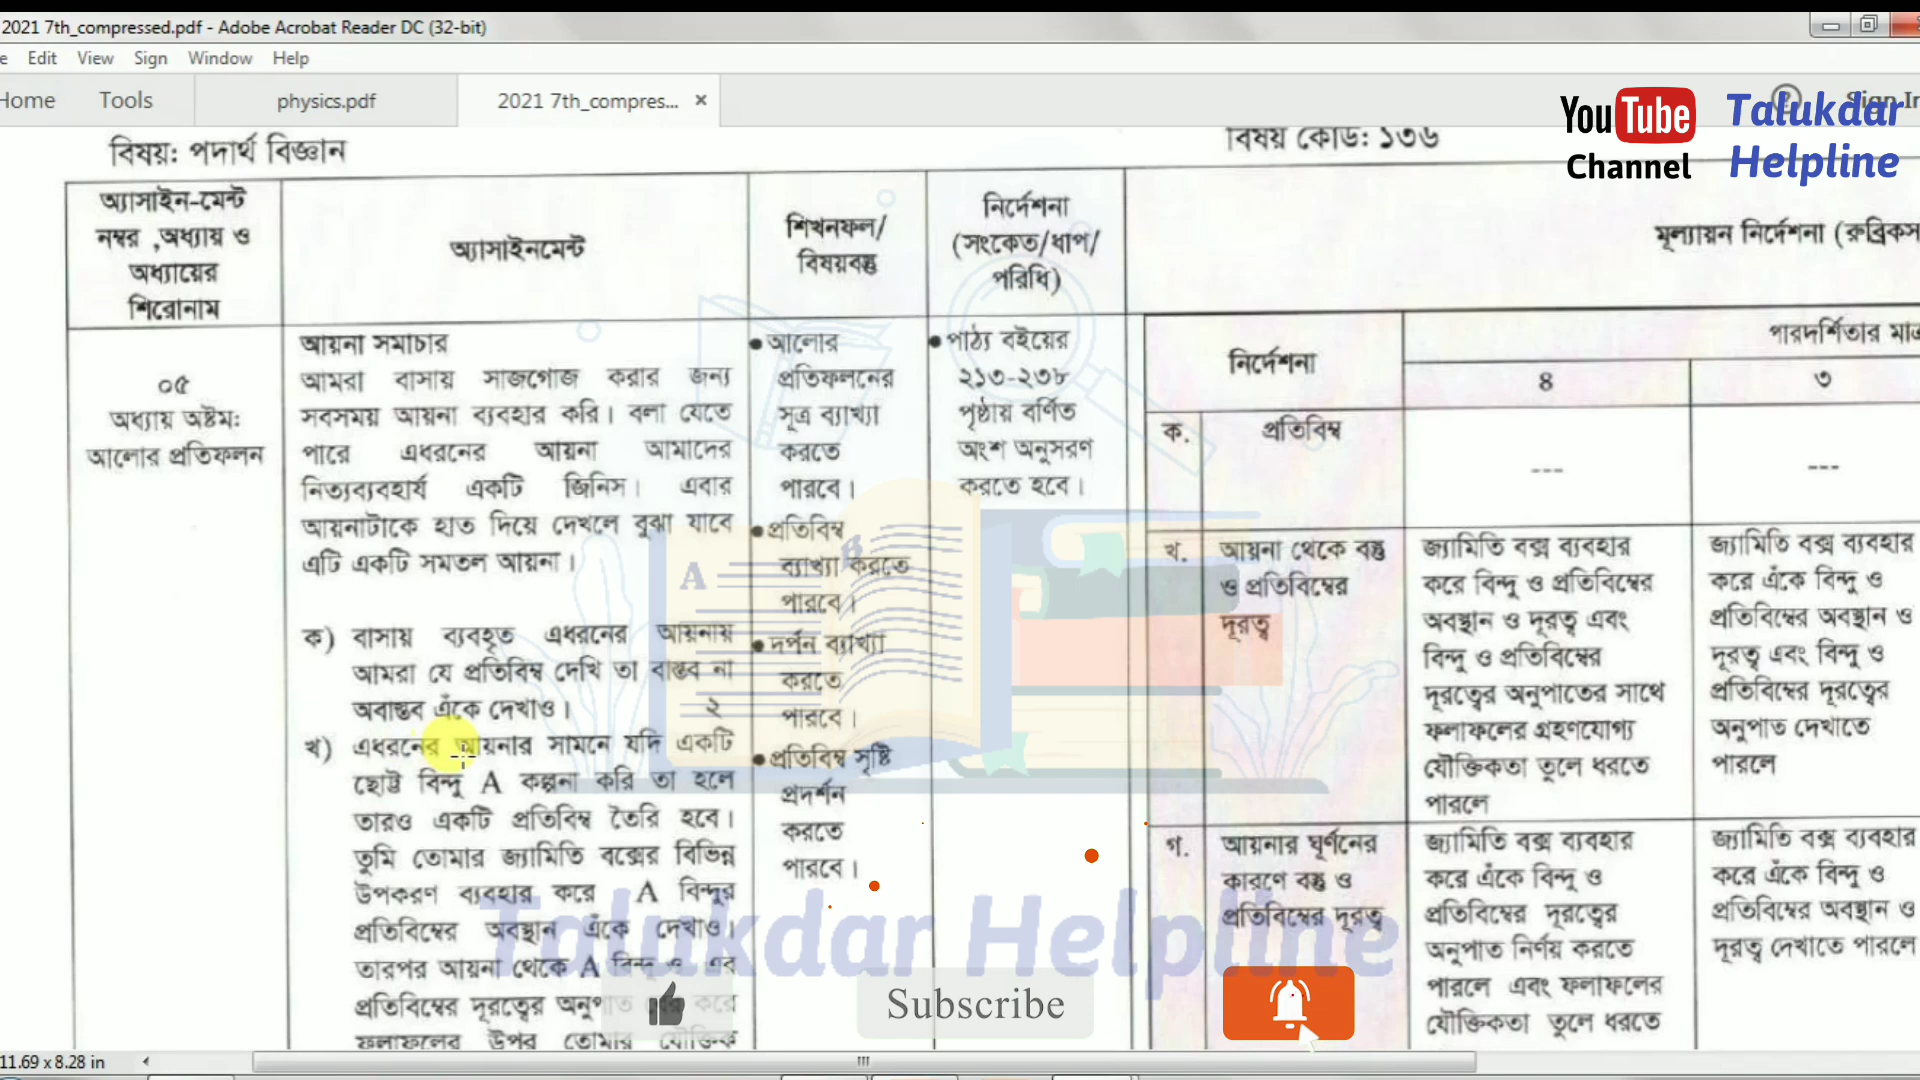 2021 7th_compressed.pdf - Adobe Acrobat Reader DC (32-bit)
e Edit View Sign Window Help
Home Tools physics.pdf 2021 7th_compres... ×
Sign In
YouTube
Channel
Talukdar
Helpline
বিষয়: পদার্থ বিজ্ঞান
বিষয় কোড: ১৩৬
অ্যাসাইন-মেন্ট
নম্বর ,অধ্যায় ও
অধ্যায়ের
শিরোনাম
অ্যাসাইনমেন্ট
শিখনফল/
বিষয়বস্তু
নির্দেশনা
(সংকেত/ধাপ/
পরিধি)
মূল্যায়ন নির্দেশনা (রুব্রিকস
০৫
অধ্যায় অষ্টম:
আলোর প্রতিফলন
আয়না সমাচার
আমরা বাসায় সাজগোজ করার জন্য
সবসময় আয়না ব্যবহার করি। বলা যেতে
পারে এধরনের আয়না আমাদের
নিত্যব্যবহার্য একটি জিনিস। এবার
আয়নাটাকে হাত দিয়ে দেখলে বুঝা যাবে
এটি একটি সমতল আয়না।
ক) বাসায় ব্যবহৃত এধরনের আয়নায়
আমরা যে প্রতিবিম্ব দেখি তা বাস্তব না
অবাস্তব এঁকে দেখাও। ২
খ) এধরনের আয়নার সামনে যদি একটি
ছোট্ট বিন্দু A কল্পনা করি তা হলে
তারও একটি প্রতিবিম্ব তৈরি হবে।
তুমি তোমার জ্যামিতি বক্সের বিভিন্ন
উপকরণ ব্যবহার করে A বিন্দুর
প্রতিবিম্বের অবস্থান এঁকে দেখাও।
তারপর আয়না থেকে A বিন্দু ও এর
প্রতিবিম্বের দূরত্বের অনুপাত করে
ফলাফলের উপর তোমার যৌক্তিক
● আলোর
প্রতিফলনের
সূত্র ব্যাখ্যা
করতে
পারবে।
● প্রতিবিম্ব
ব্যাখ্যা করতে
পারবে।
● দর্পন ব্যাখ্যা
করতে
পারবে।
● প্রতিবিম্ব সৃষ্টি
প্রদর্শন
করতে
পারবে।
● পাঠ্য বইয়ের
২১৩-২৩৮
পৃষ্ঠায় বর্ণিত
অংশ অনুসরণ
করতে হবে।
নির্দেশনা
পারদর্শিতার মাত্
৪ ৩
ক. প্রতিবিম্ব --- ---
খ. আয়না থেকে বস্তু
ও প্রতিবিম্বের
দূরত্ব
জ্যামিতি বক্স ব্যবহার
করে বিন্দু ও প্রতিবিম্বের
অবস্থান ও দূরত্ব এবং
বিন্দু ও প্রতিবিম্বের
দূরত্বের অনুপাতের সাথে
ফলাফলের গ্রহণযোগ্য
যৌক্তিকতা তুলে ধরতে
পারলে
জ্যামিতি বক্স ব্যবহার
করে এঁকে বিন্দু ও
প্রতিবিম্বের অবস্থান ও
দূরত্ব এবং বিন্দু ও
প্রতিবিম্বের দূরত্বের
অনুপাত দেখাতে
পারলে
গ. আয়নার ঘূর্ণনের
কারণে বস্তু ও
প্রতিবিম্বের দূরত্ব
জ্যামিতি বক্স ব্যবহার
করে এঁকে বিন্দু ও
প্রতিবিম্বের দূরত্বের
অনুপাত নির্ণয় করতে
পারলে এবং ফলাফলের
যৌক্তিকতা তুলে ধরতে
জ্যামিতি বক্স ব্যবহার
করে এঁকে বিন্দু ও
প্রতিবিম্বের অবস্থান ও
দূরত্ব দেখাতে পারলে
A B
Talukdar Helpline
Subscribe
11.69 x 8.28 in